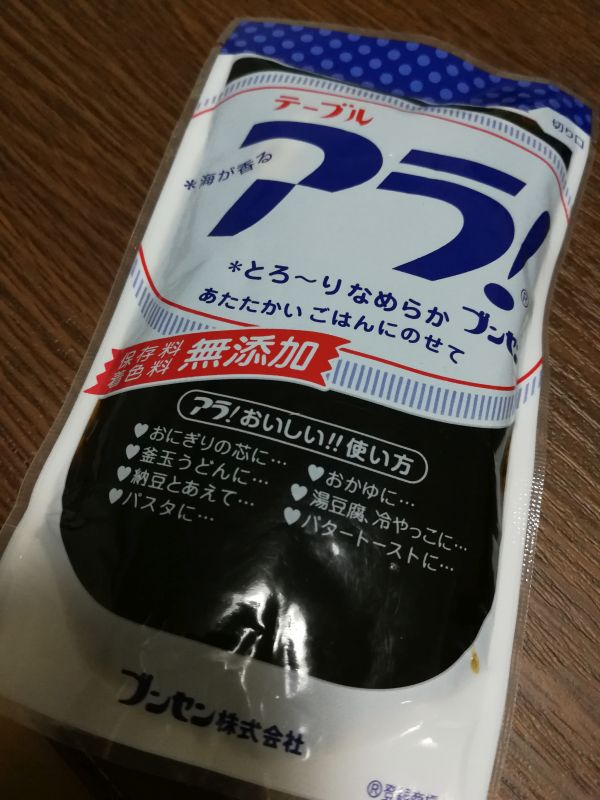 切り口
テーブル
*海が香る
アラ!®
*とろ〜りなめらか ブンセン
あたたかいごはんにのせて
保存料
着色料 無添加
アラ!おいしい!!使い方
♥おにぎりの芯に…
♥釜玉うどんに…
♥納豆とあえて…
♥パスタに…
♥おかゆに…
♥湯豆腐、冷やっこに…
♥バタートーストに…
ブンセン株式会社
®登録商標